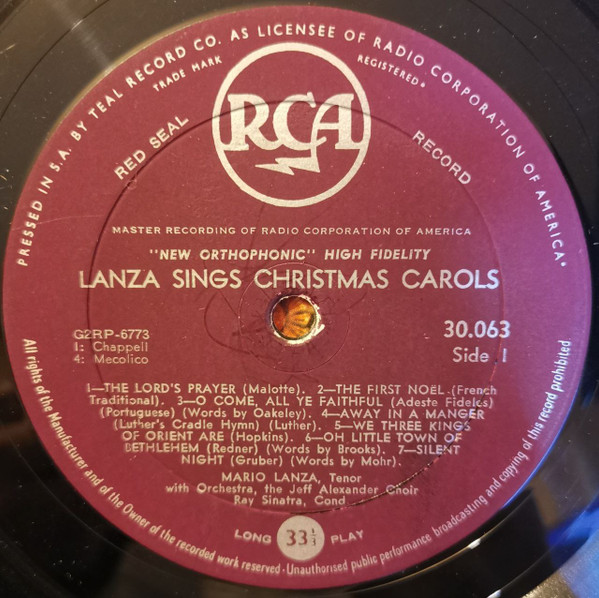 PRESSED IN S.A. BY TEAL RECORD CO. AS LICENSEE OF RADIO CORPORATION OF AMERICA•
TRADE MARK REGISTERED•
RCA
RED SEAL RECORD
MASTER RECORDING OF RADIO CORPORATION OF AMERICA
"NEW ORTHOPHONIC" HIGH FIDELITY
LANZA SINGS CHRISTMAS CAROLS
G2RP-6773 30.063
1: Chappell Side 1
4: Mecolico
1—THE LORD'S PRAYER (Malotte). 2—THE FIRST NOEL (French
Traditional). 3—O COME, ALL YE FAITHFUL (Adeste Fideles)
(Portuguese) (Words by Oakeley). 4—AWAY IN A MANGER
(Luther's Cradle Hymn) (Luther). 5—WE THREE KINGS
OF ORIENT ARE (Hopkins). 6—OH LITTLE TOWN OF
BETHLEHEM (Redner) (Words by Brooks). 7—SILENT
NIGHT (Gruber) (Words by Mohr).
MARIO LANZA, Tenor
with Orchestra, the Jeff Alexander Choir
Ray Sinatra, Cond
LONG 33⅓ PLAY
All rights of the Manufacturer and of the Owner of the recorded work reserved - Unauthorised public performance broadcasting and copying of this record prohibited